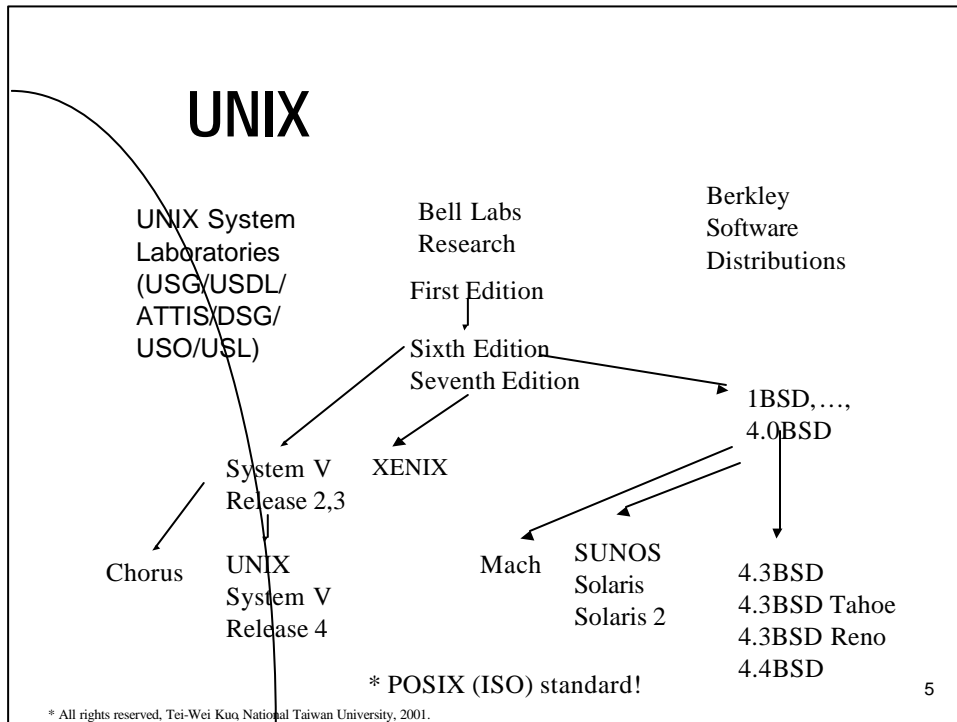 UNIX
UNIX System
Laboratories
(USG/USDL/
ATTIS/DSG/
USO/USL)
Bell Labs
Research
Berkley
Software
Distributions
First Edition
Sixth Edition
Seventh Edition
1BSD,…,
4.0BSD
System V
Release 2,3
XENIX
Chorus
UNIX
System V
Release 4
Mach
SUNOS
Solaris
Solaris 2
4.3BSD
4.3BSD Tahoe
4.3BSD Reno
4.4BSD
* POSIX (ISO) standard!
5
* All rights reserved, Tei-Wei Kuo, National Taiwan University, 2001.